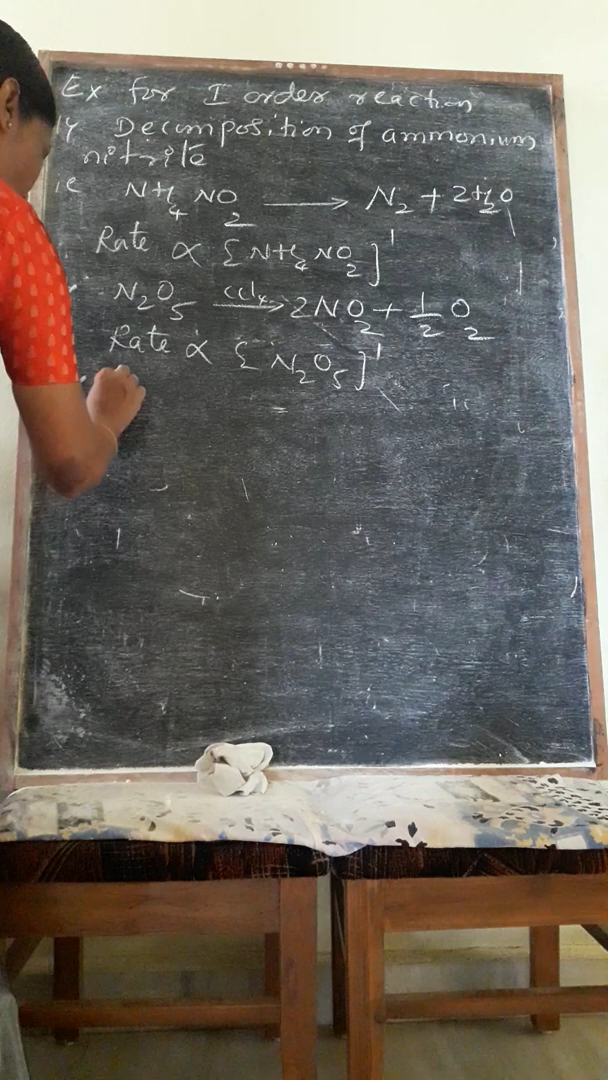 Ex for I order reaction
1) Decomposition of ammonium
nitrite
ie NH₄NO₂ ⟶ N₂ + 2H₂O
Rate ∝ [NH₄NO₂]¹
N₂O₅ ⟶ (CCl₄) 2NO₂ + 1/2 O₂
Rate ∝ [N₂O₅]¹